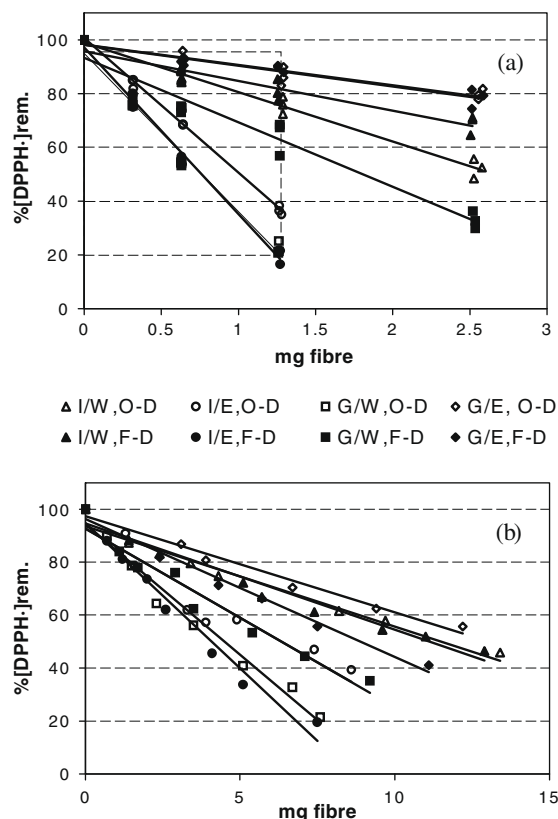 100
80
60
40
20
0
%[DPPH·]rem.
(a)
0 0.5 1 1.5 2 2.5 3
mg fibre
I/W,O-D I/E,O-D G/W,O-D G/E, O-D
I/W,F-D I/E,F-D G/W,F-D G/E,F-D
100
80
60
40
20
0
%[DPPH·]rem.
(b)
0 5 10 15
mg fibre